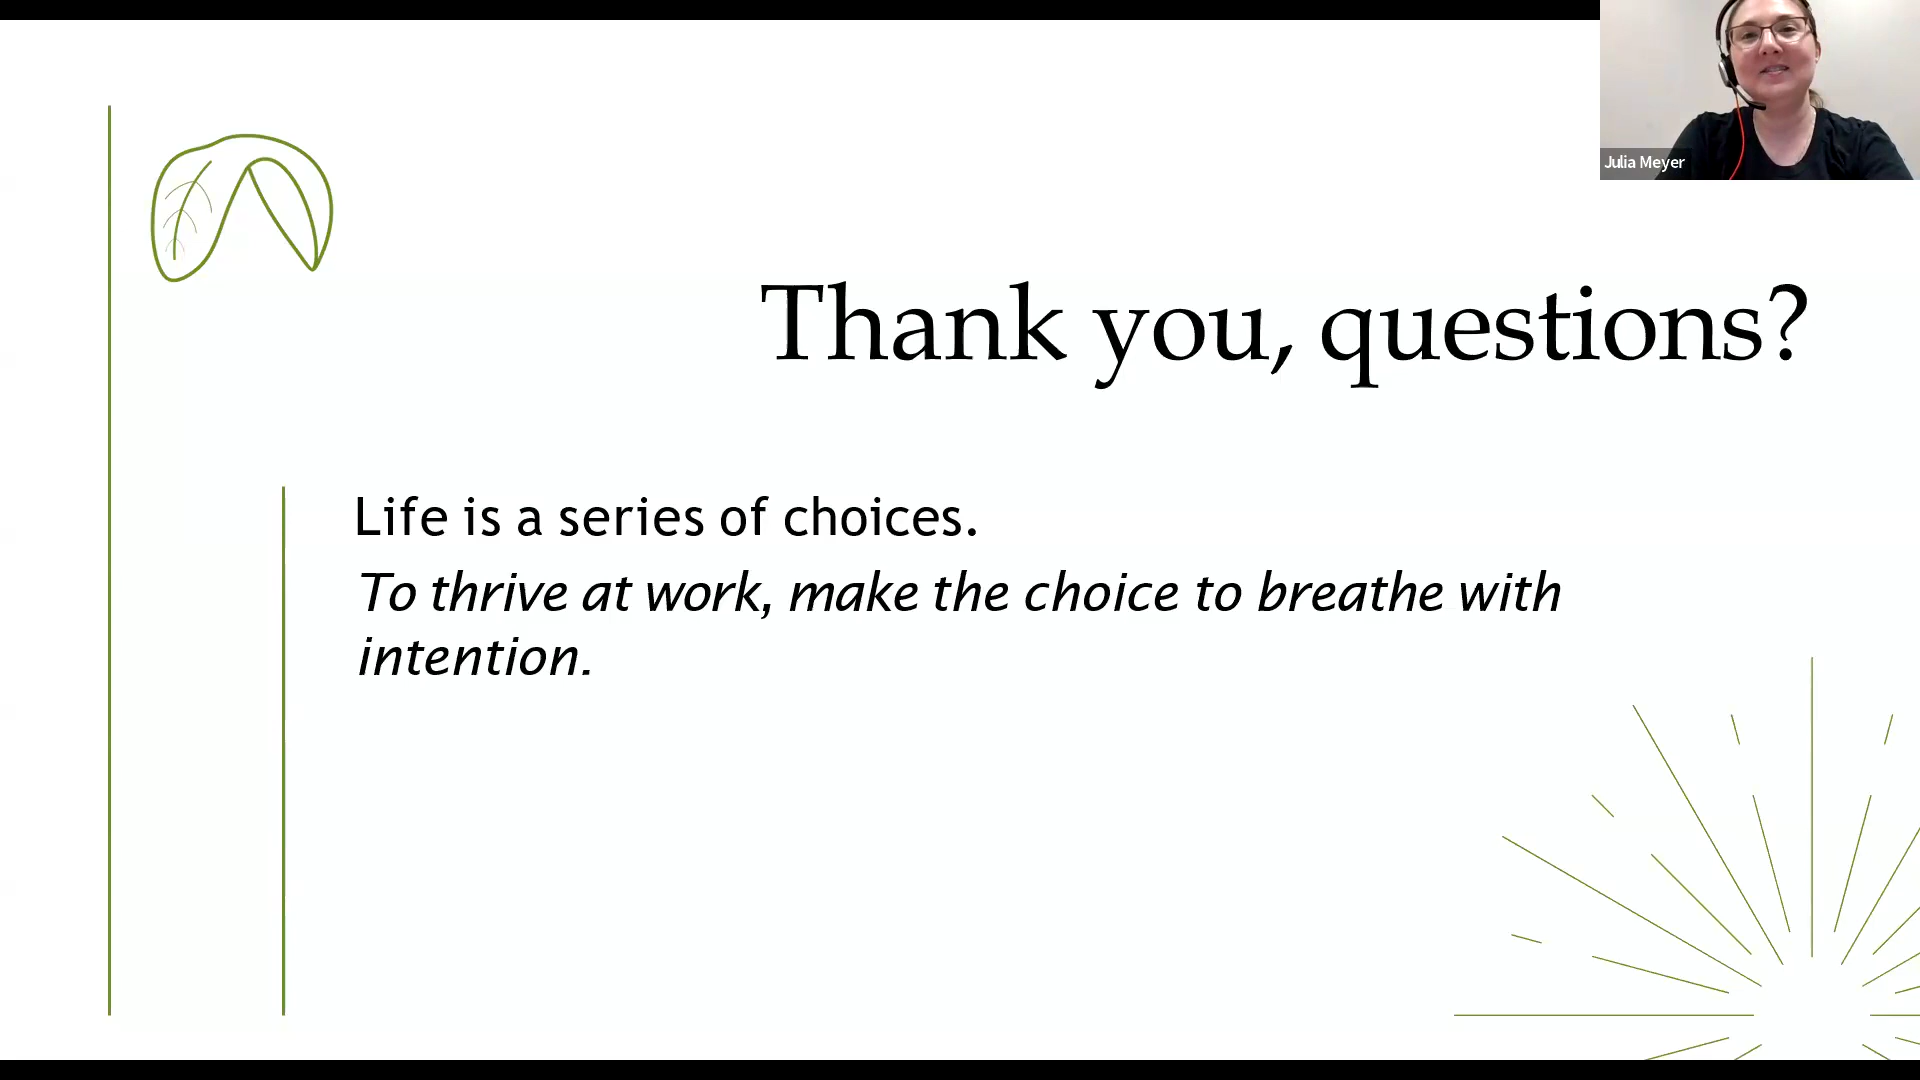 Julia Meyer
Thank you, questions?
Life is a series of choices.
To thrive at work, make the choice to breathe with
intention.